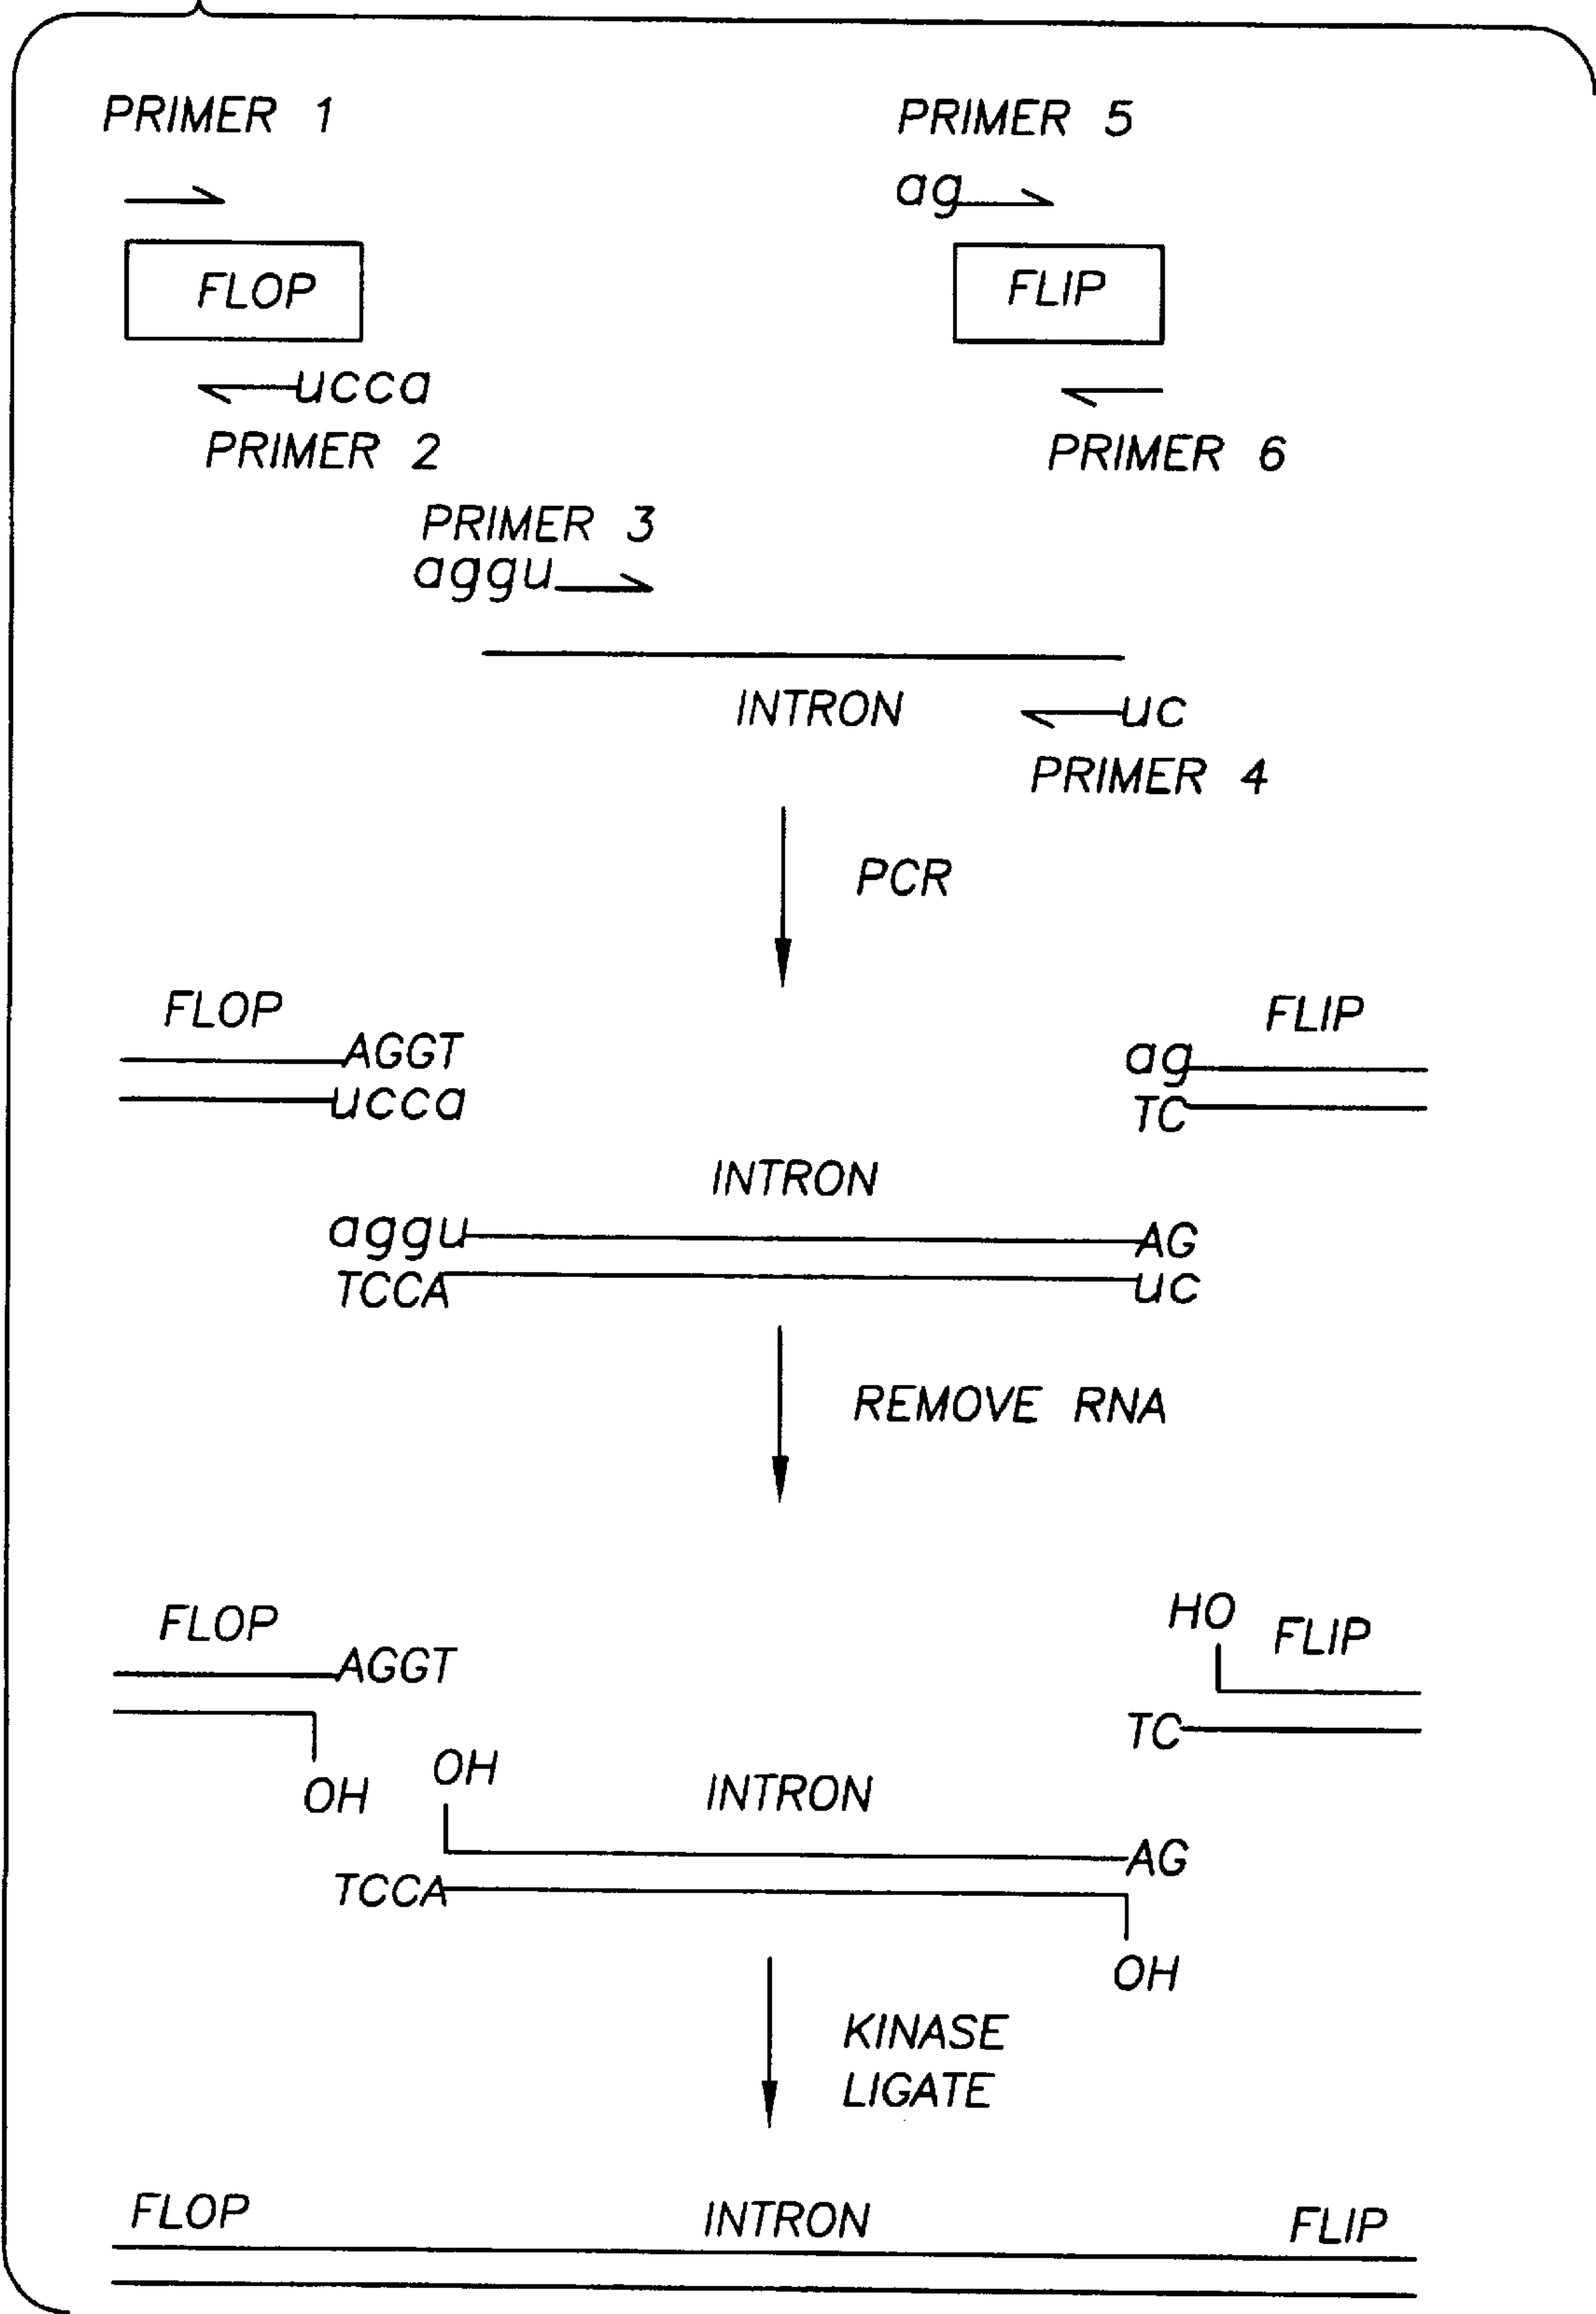 PRIMER 1
PRIMER 5
ag
FLOP
FLIP
ucca
PRIMER 2
PRIMER 6
PRIMER 3
aggu
INTRON
uc
PRIMER 4
PCR
FLOP
FLIP
AGGT
ag
ucca
TC
INTRON
aggu
AG
TCCA
uc
REMOVE RNA
HO
FLOP
FLIP
AGGT
TC
OH
OH
INTRON
AG
TCCA
OH
KINASE
LIGATE
FLOP
INTRON
FLIP